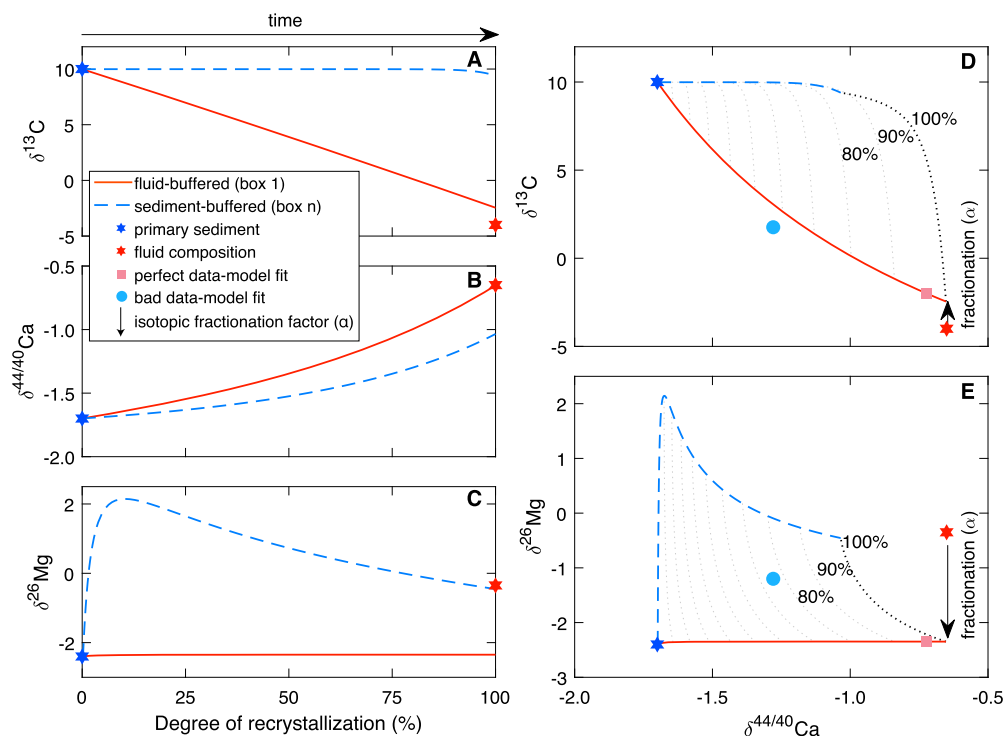 time
A
10
5
0
-5
δ13C
fluid-buffered (box 1)
sediment-buffered (box n)
primary sediment
fluid composition
perfect data-model fit
bad data-model fit
isotopic fractionation factor (α)
B
-0.5
-1.0
-1.5
-2.0
δ44/40Ca
C
2
0
-2
δ26Mg
0
25
50
75
100
Degree of recrystallization (%)
D
10
5
0
-5
δ13C
100%
90%
80%
fractionation (α)
E
2
1
0
-1
-2
-3
δ26Mg
100%
90%
80%
fractionation (α)
-2.0
-1.5
-1.0
-0.5
δ44/40Ca